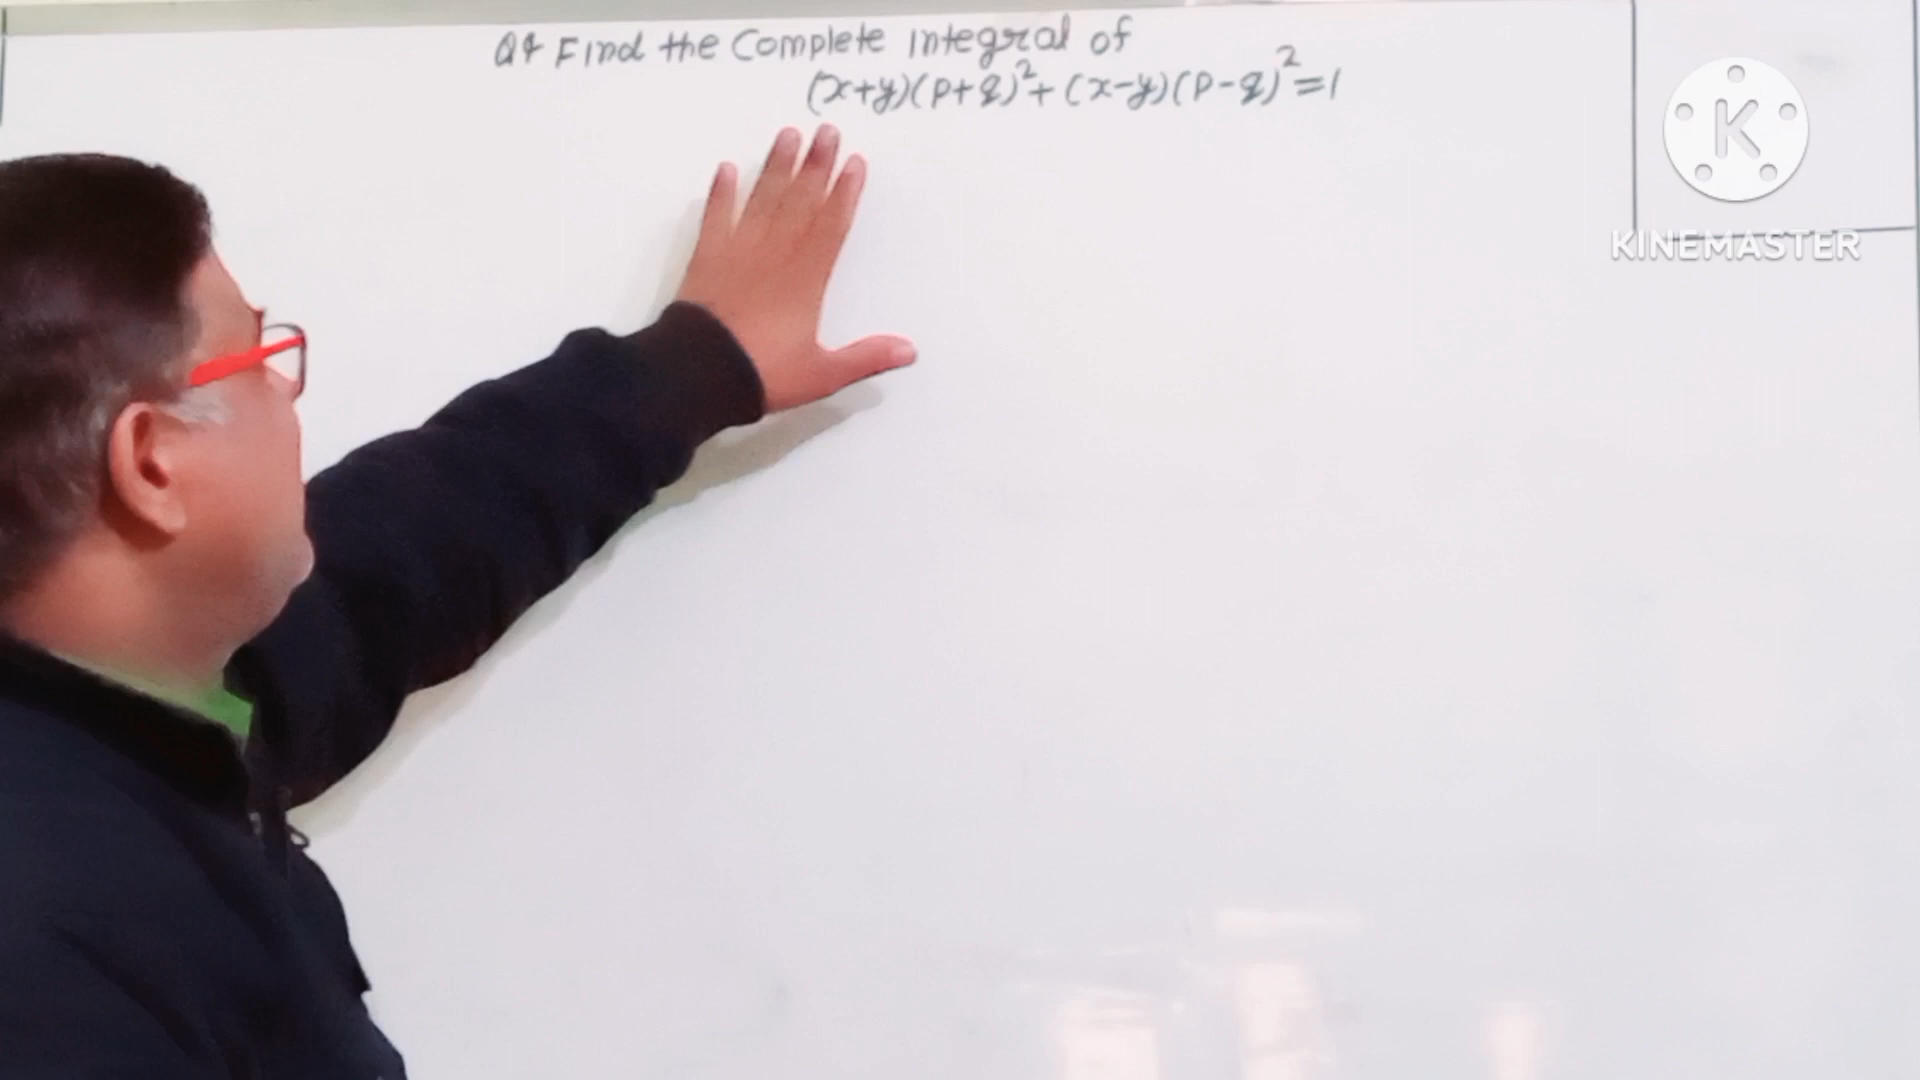 Q4 Find the Complete integral of
(x+y)(p+q)²+(x-y)(p-q)²=1
K
KINEMASTER